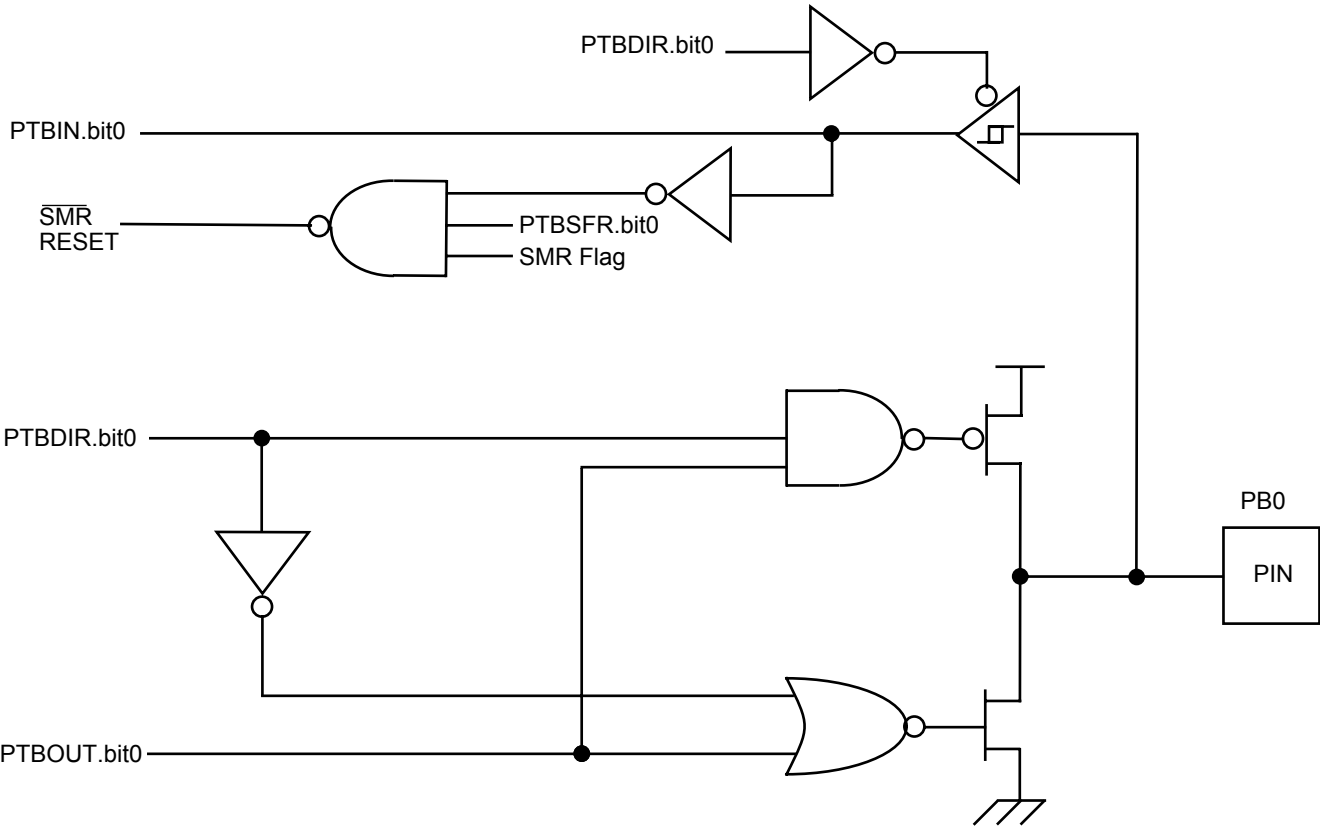 PTBDIR.bit0
PTBIN.bit0
SMR
RESET
PTBSFR.bit0
SMR Flag
PTBDIR.bit0
PB0
PIN
PTBOUT.bit0